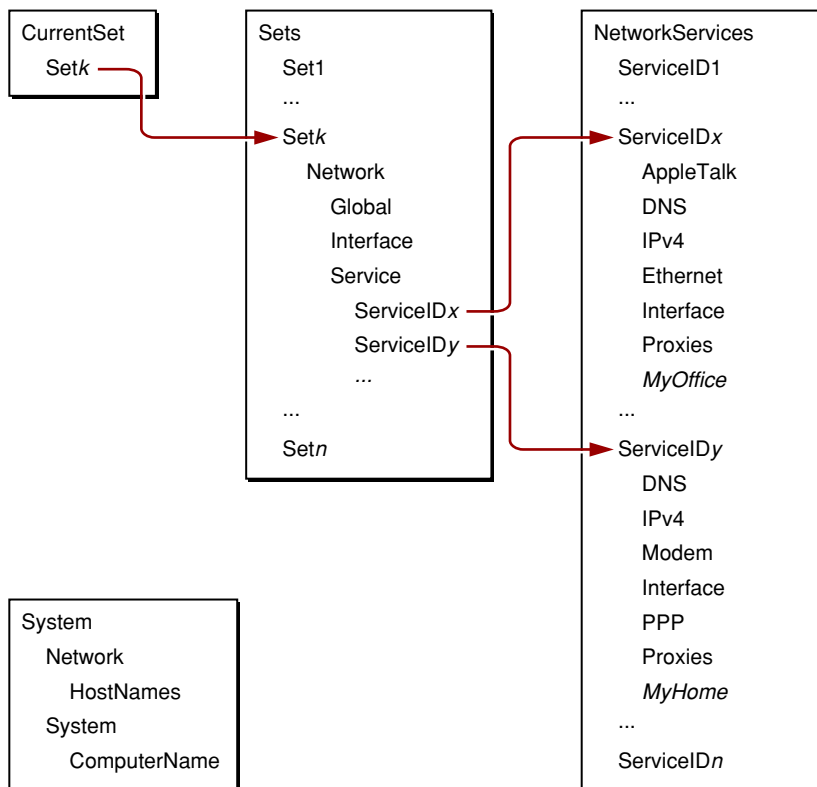 CurrentSet
Setk
Sets
Set1
...
Setk
Network
Global
Interface
Service
ServiceIDx
ServiceIDy
...
...
Setn
NetworkServices
ServiceID1
...
ServiceIDx
AppleTalk
DNS
IPv4
Ethernet
Interface
Proxies
MyOffice
...
ServiceIDy
DNS
IPv4
Modem
Interface
PPP
Proxies
MyHome
...
ServiceIDn
System
Network
HostNames
System
ComputerName